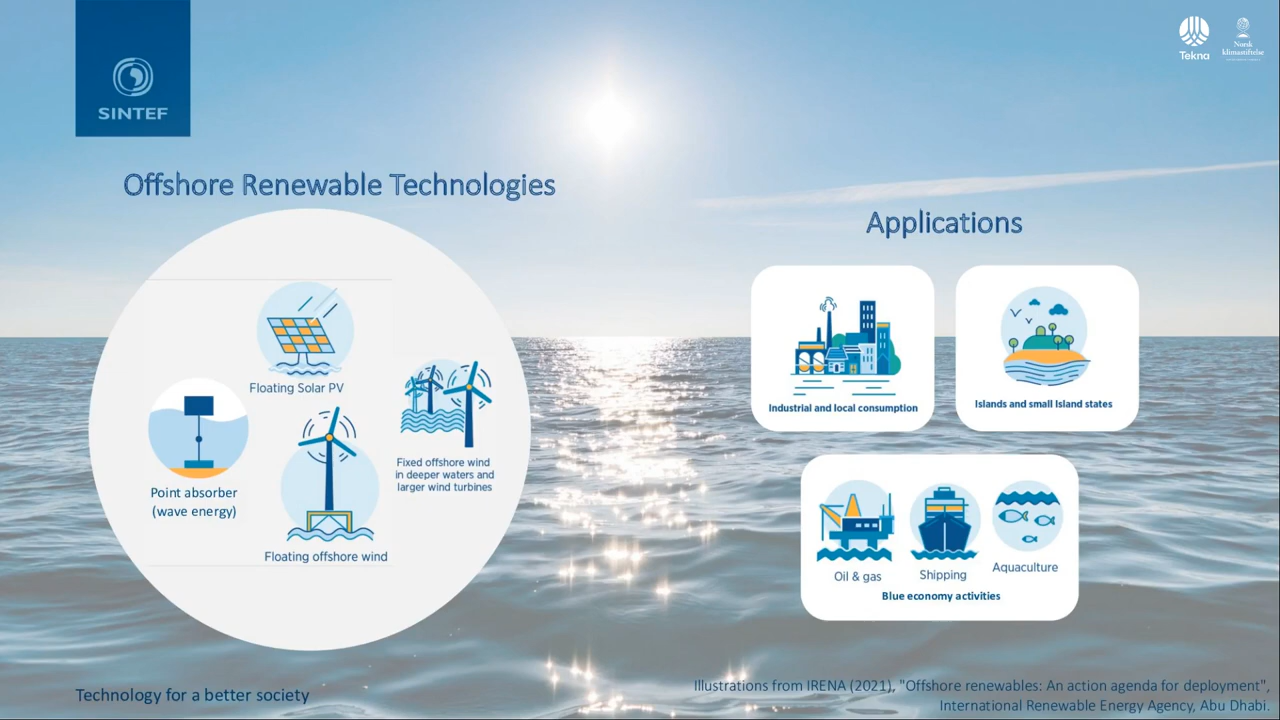 SINTEF
Tekna
Norsk
klimastiftelse
Offshore Renewable Technologies
Floating Solar PV
Point absorber
(wave energy)
Fixed offshore wind
in deeper waters and
larger wind turbines
Floating offshore wind
Applications
Industrial and local consumption
Islands and small Island states
Oil & gas
Shipping
Aquaculture
Blue economy activities
Technology for a better society
Illustrations from IRENA (2021), "Offshore renewables: An action agenda for deployment",
International Renewable Energy Agency, Abu Dhabi.